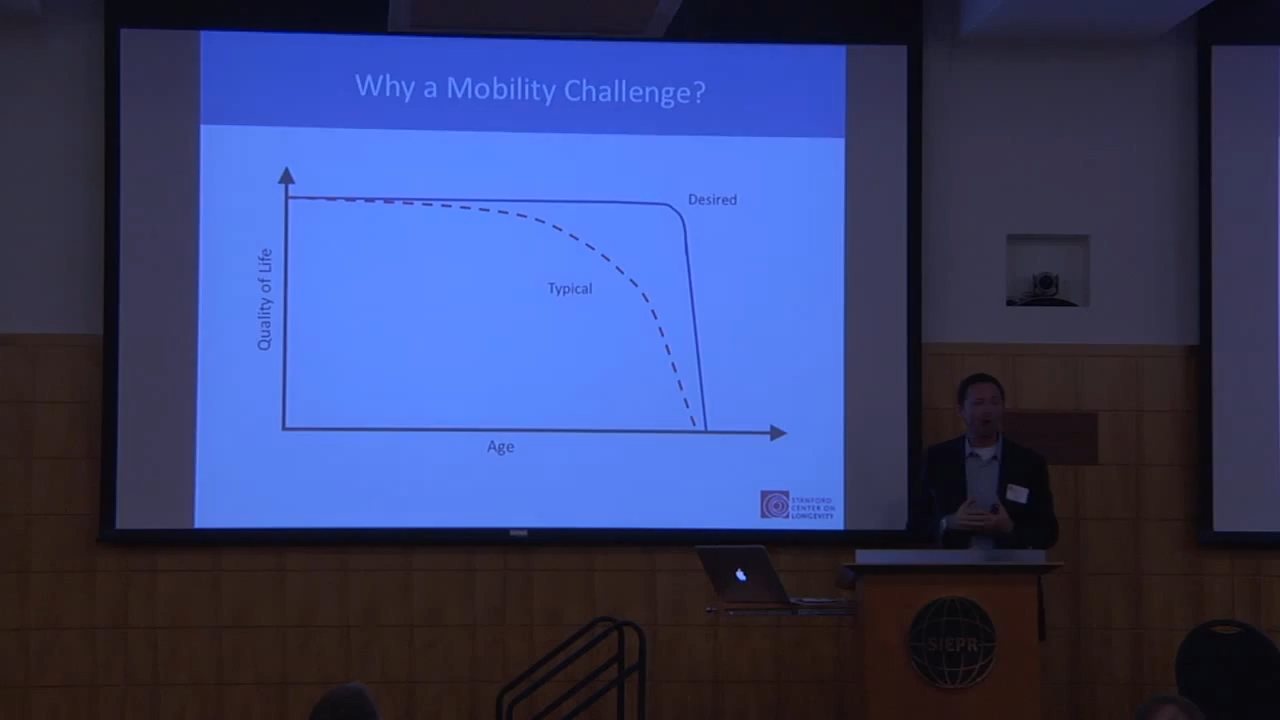 Why a Mobility Challenge?
Desired
Typical
Quality of Life
Age
STANFORD
CENTER ON
LONGEVITY
SIEPR